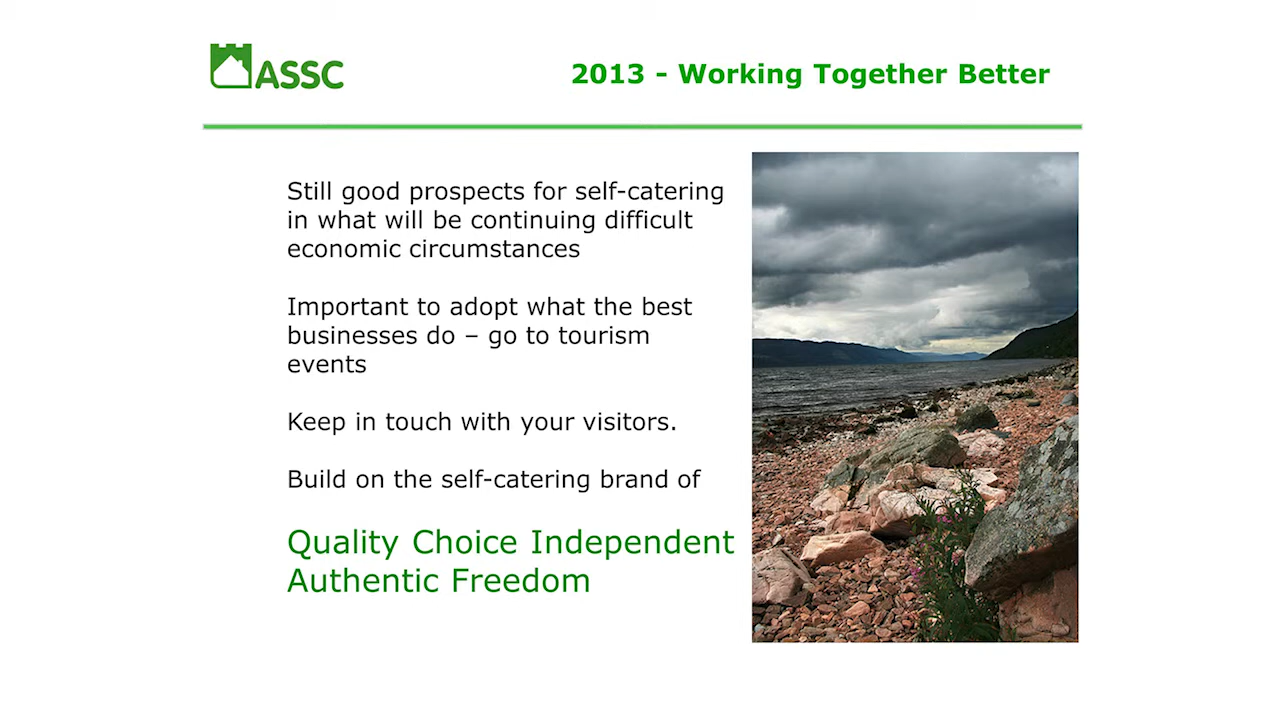 ASSC
2013 - Working Together Better
Still good prospects for self-catering
in what will be continuing difficult
economic circumstances
Important to adopt what the best
businesses do – go to tourism
events
Keep in touch with your visitors.
Build on the self-catering brand of
Quality Choice Independent
Authentic Freedom